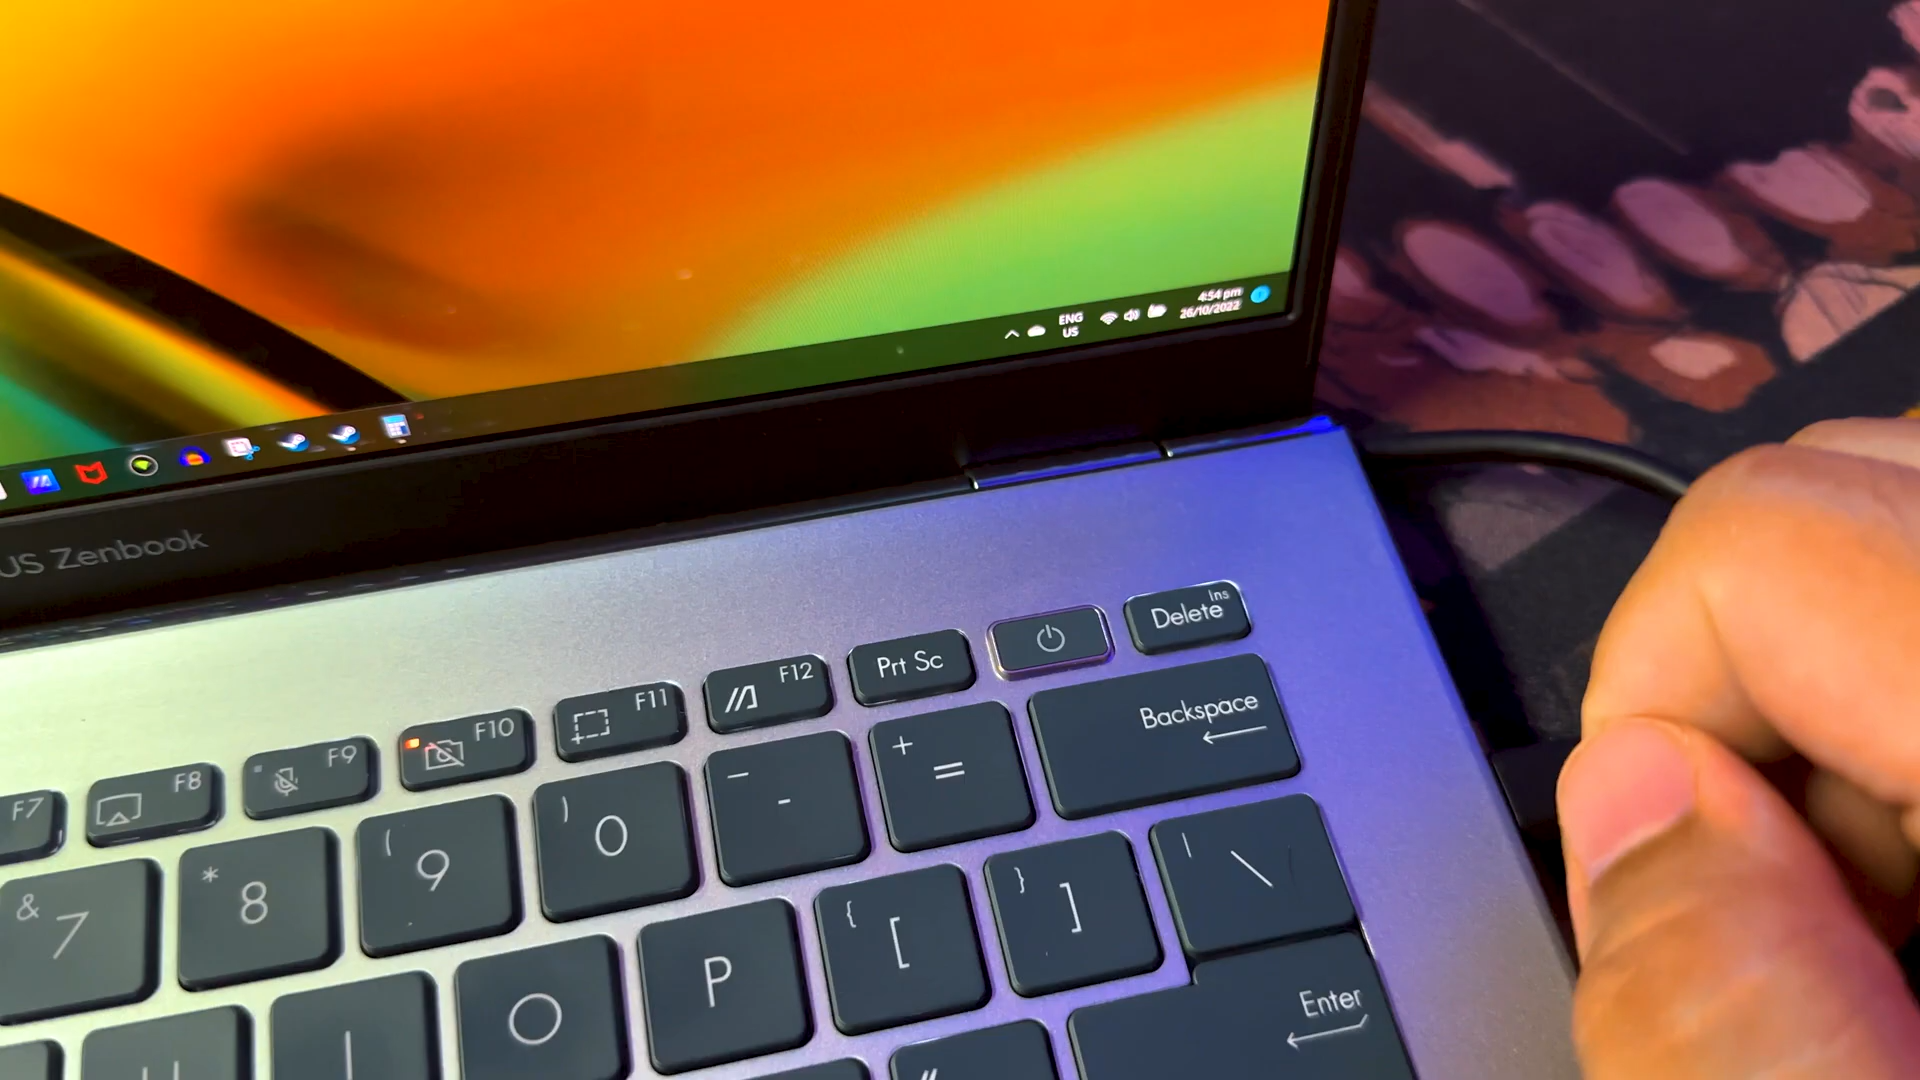 4:54 pm
ENG
US
26/10/2022
US Zenbook
Ins
Delete
Prt Sc
F12
F11
F10
F9
F8
F7
Backspace
+
=
_
-
)
0
(
9
*
8
&
7
|
\
}
]
{
[
P
O
I
Enter